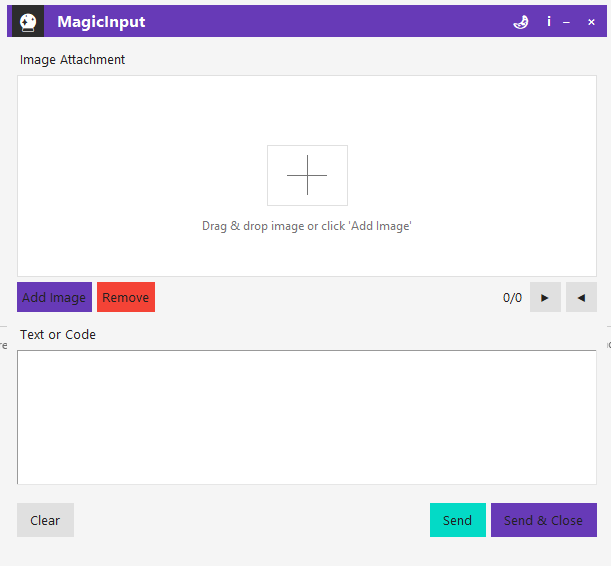 MagicInput
i – ×
Image Attachment
Drag & drop image or click 'Add Image'
Add Image Remove 0/0 ► ◄
Text or Code
Clear Send Send & Close